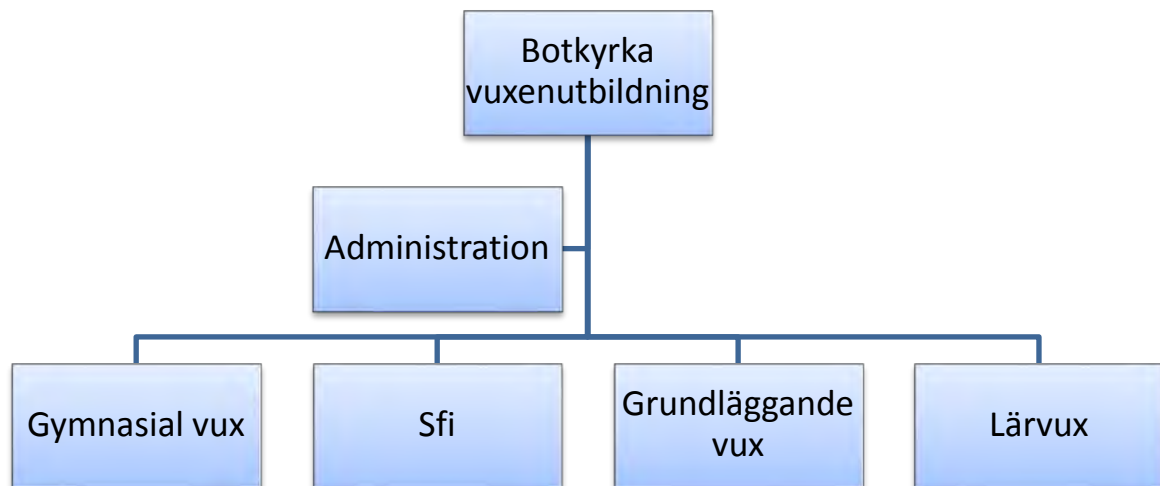 Botkyrka
vuxenutbildning
Administration
Gymnasial vux
Sfi
Grundläggande
vux
Lärvux